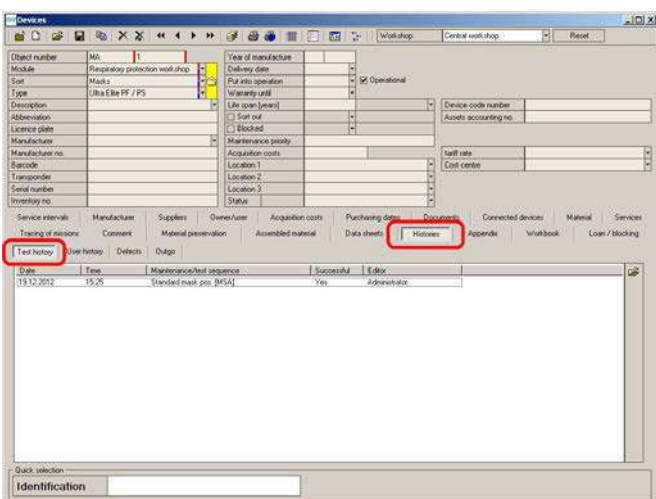 Devices
Workshop Central workshop Reset
Object number MA 1 Year of manufacture
Module Respiratory protection workshop Delivery date
Sort Masks Put into operation Operational
Type Ultra Elite PF / PS Warranty until
Description Life span [years] Device code number
Abbreviation Sort out Assets accounting no.
Licence plate Blocked
Manufacturer Maintenance priority
Manufacturer no. Acquisition costs tariff rate
Barcode Location 1 Cost centre
Transponder Location 2
Serial number Location 3
Inventory no. Status
Service intervals Manufacturer Suppliers Owner/user Acquisition costs Purchasing dates Documents Connected devices Material Services
Tracing of missions Comment Material preservation Assembled material Data sheets Histories Appendix Workbook Loan / blocking
Test history User history Defects Outgo
Date Time Maintenance/test sequence Successful Editor
19.12.2012 15:25 Standard mask pos. [MSA] Yes Administrator
Quick selection
Identification